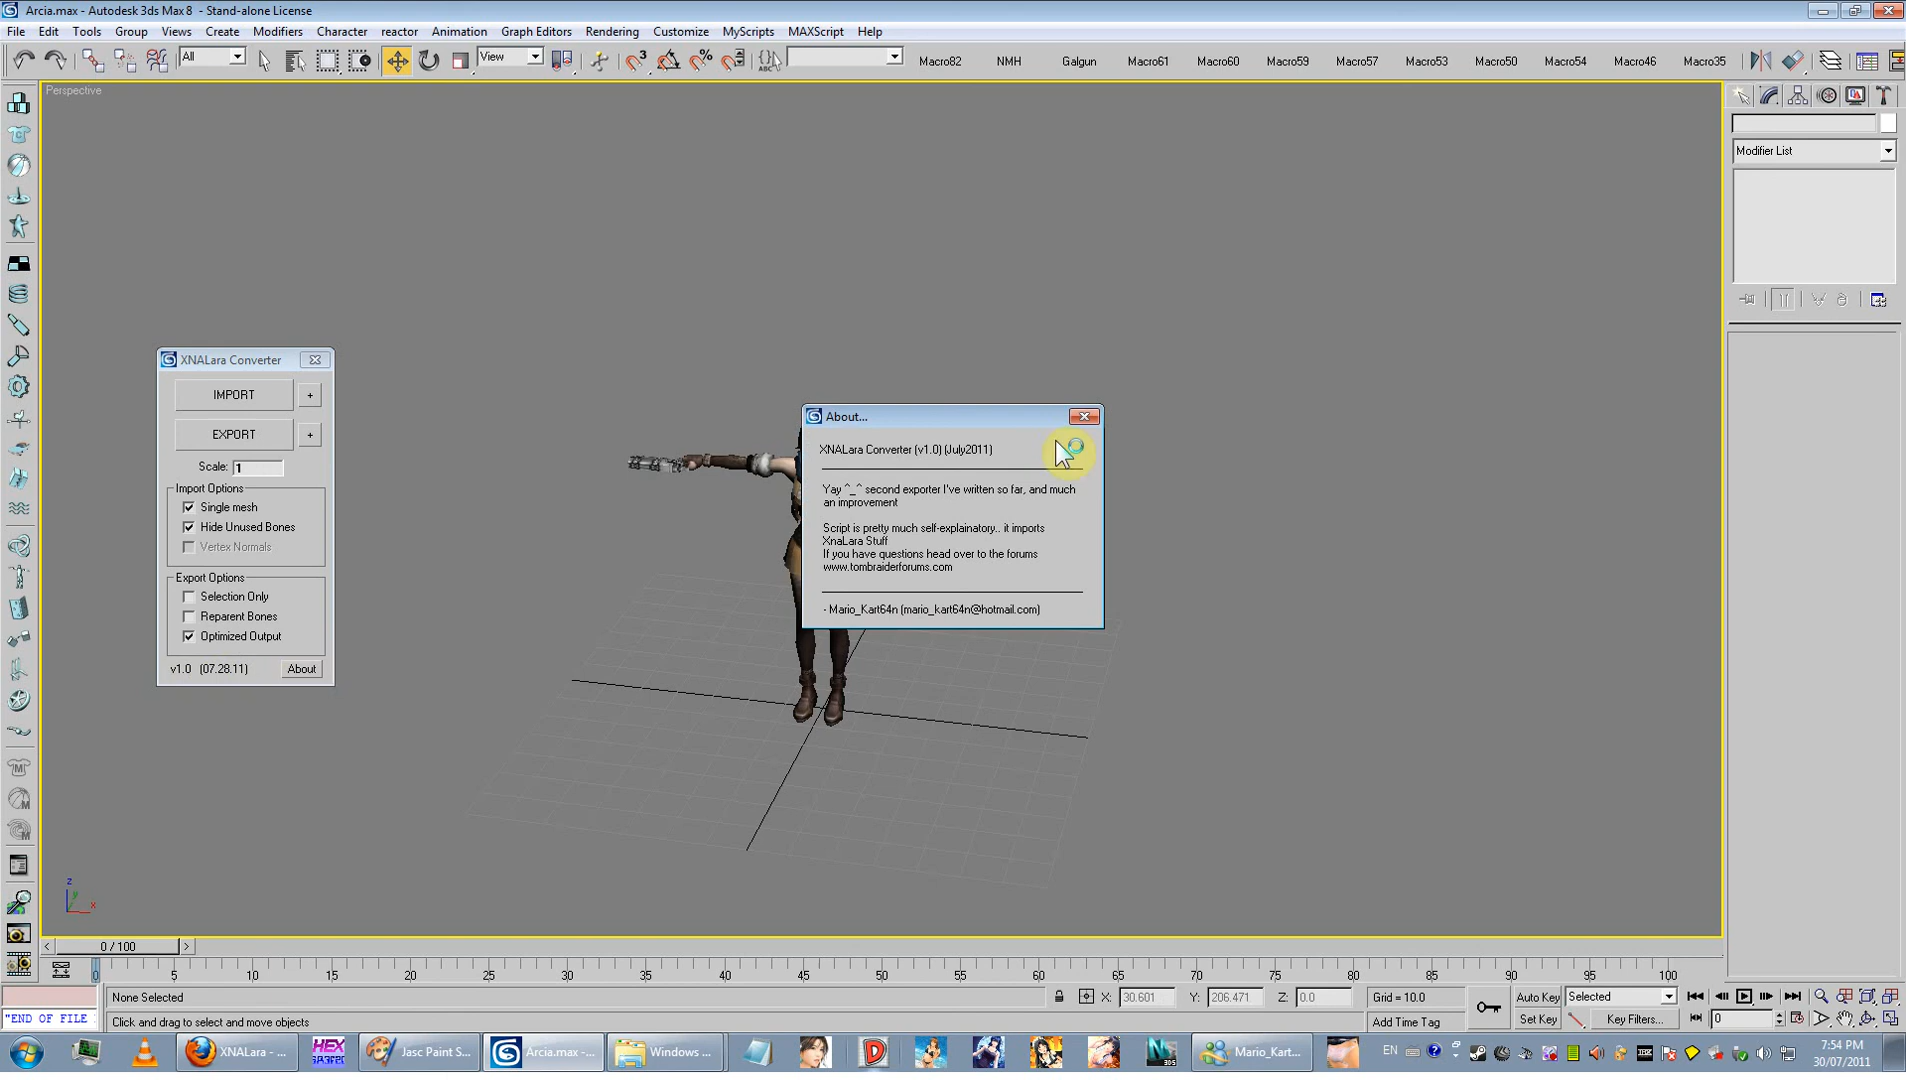 Arcia.max - Autodesk 3ds Max 8 - Stand-alone License
File Edit Tools Group Views Create Modifiers Character reactor Animation Graph Editors Rendering Customize MyScripts MAXScript Help
All View Macro82 NMH Galgun Macro61 Macro60 Macro59 Macro57 Macro53 Macro50 Macro54 Macro46 Macro35
Perspective
Modifier List
XNALara Converter
IMPORT +
EXPORT +
Scale: 1
Import Options
Single mesh
Hide Unused Bones
Vertex Normals
Export Options
Selection Only
Reparent Bones
Optimized Output
v1.0 (07.28.11) About
About...
XNALara Converter (v1.0) (July2011)
Yay ^_^ second exporter I've written so far, and much
an improvement
Script is pretty much self-explainatory.. it imports
XnaLara Stuff
If you have questions head over to the forums
www.tombraiderforums.com
- Mario_Kart64n (mario_kart64n@hotmail.com)
z
y
x
< 0 / 100 >
0 5 10 15 20 25 30 35 40 45 50 55 60 65 70 75 80 85 90 95 100
None Selected X: 30.601 Y: 206.471 Z: 0.0 Grid = 10.0 Auto Key Selected
"END OF FILE Click and drag to select and move objects Add Time Tag Set Key Key Filters... 0
XNALara - ... HEX Jasc Paint S... Arcia.max -... Windows ... Mario_Kart... EN 7:54 PM
30/07/2011